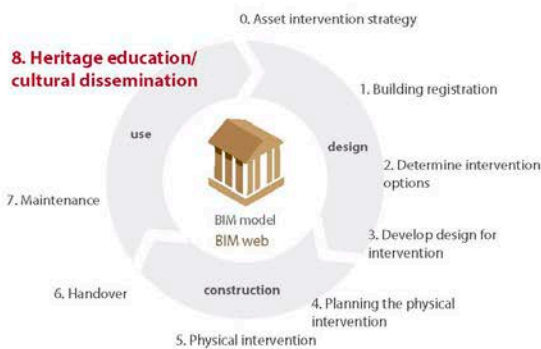 0. Asset intervention strategy
8. Heritage education/
cultural dissemination
1. Building registration
use
design
2. Determine intervention
options
7. Maintenance
BIM model
BIM web
3. Develop design for
intervention
6. Handover
construction
4. Planning the physical
intervention
5. Physical intervention